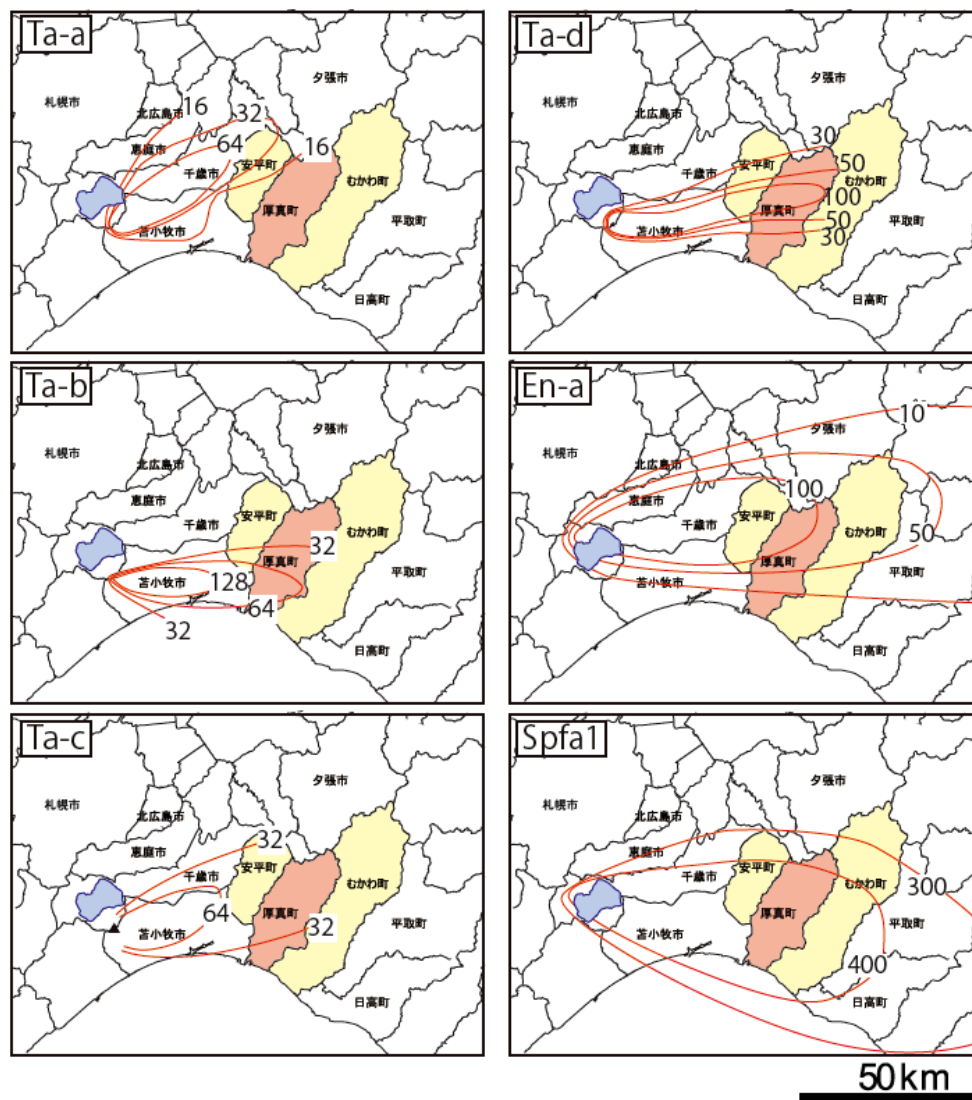 Ta-a
夕張市
札幌市
北広島市
16
32
恵庭市
64
16
千歳市
安平町
むかわ町
厚真町
平取町
苫小牧市
日高町
Ta-d
夕張市
札幌市
北広島市
恵庭市
30
50
千歳市
安平町
むかわ町
100
厚真町
平取町
50
苫小牧市
30
日高町
Ta-b
夕張市
札幌市
北広島市
恵庭市
千歳市
安平町
むかわ町
32
厚真町
平取町
苫小牧市
128
64
32
日高町
En-a
10
夕張市
札幌市
北広島市
恵庭市
100
千歳市
安平町
むかわ町
50
厚真町
平取町
苫小牧市
日高町
Ta-c
夕張市
札幌市
北広島市
32
恵庭市
千歳市
安平町
むかわ町
64
厚真町
平取町
32
苫小牧市
日高町
Spfa1
夕張市
札幌市
北広島市
恵庭市
千歳市
安平町
むかわ町
300
厚真町
平取町
苫小牧市
400
日高町
50km